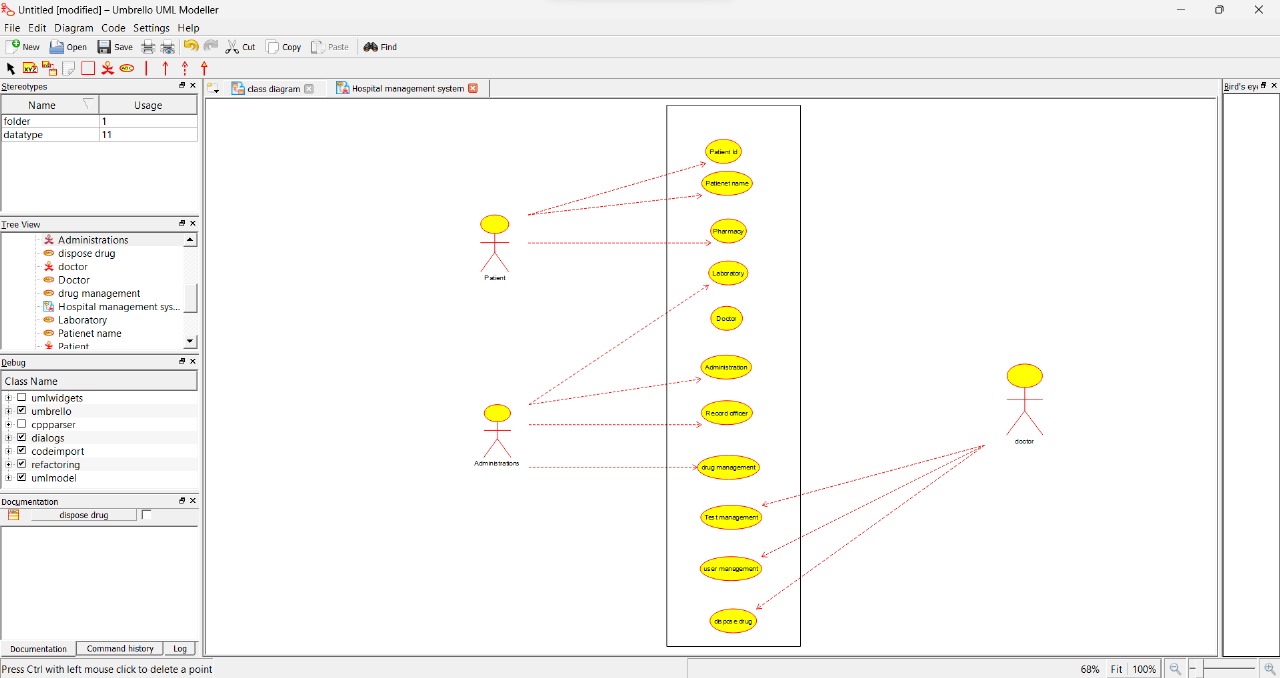 Untitled [modified] – Umbrello UML Modeller
File Edit Diagram Code Settings Help
New Open Save Cut Copy Paste Find
Stereotypes
class diagram
Hospital management system
Bird's ey
Name Usage
folder 1
datatype 11
Tree View
Administrations
dispose drug
doctor
Doctor
drug management
Hospital management sys...
Laboratory
Patienet name
Patient
Debug
Class Name
umlwidgets
umbrello
cppparser
dialogs
codeimport
refactoring
umlmodel
Documentation
dispose drug
Documentation Command history Log
Patient Id
Patienet name
Pharmacy
Laboratory
Doctor
Administration
Record officer
drug management
Test management
user management
dispose drug
Patient
Administrations
doctor
Press Ctrl with left mouse click to delete a point
68% Fit 100%